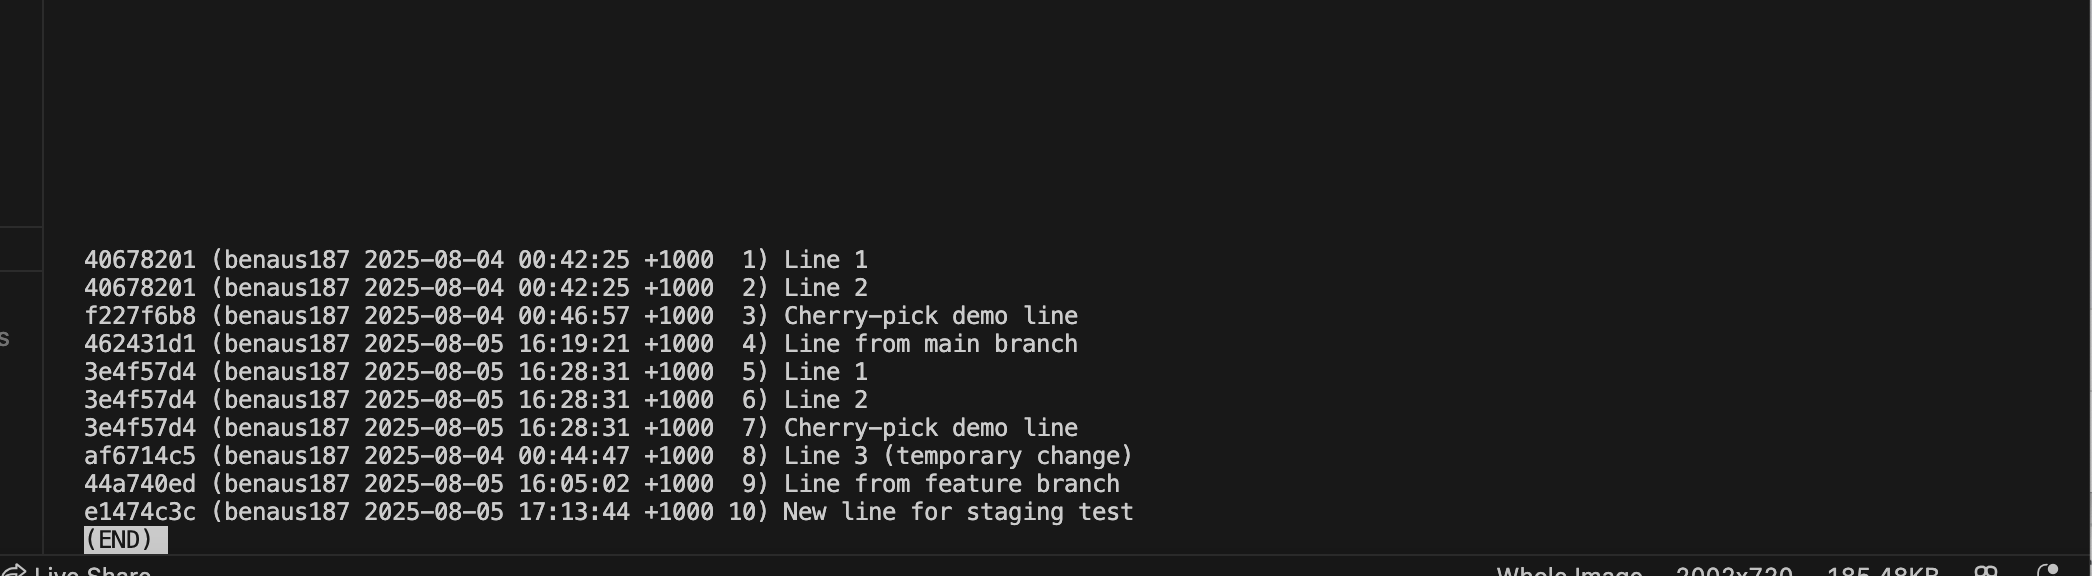 40678201 (benaus187 2025-08-04 00:42:25 +1000  1) Line 1
40678201 (benaus187 2025-08-04 00:42:25 +1000  2) Line 2
f227f6b8 (benaus187 2025-08-04 00:46:57 +1000  3) Cherry-pick demo line
462431d1 (benaus187 2025-08-05 16:19:21 +1000  4) Line from main branch
s
3e4f57d4 (benaus187 2025-08-05 16:28:31 +1000  5) Line 1
3e4f57d4 (benaus187 2025-08-05 16:28:31 +1000  6) Line 2
3e4f57d4 (benaus187 2025-08-05 16:28:31 +1000  7) Cherry-pick demo line
af6714c5 (benaus187 2025-08-04 00:44:47 +1000  8) Line 3 (temporary change)
44a740ed (benaus187 2025-08-05 16:05:02 +1000  9) Line from feature branch
e1474c3c (benaus187 2025-08-05 17:13:44 +1000 10) New line for staging test
(END)
Live Share Whole Image 2002x720 185.48KB